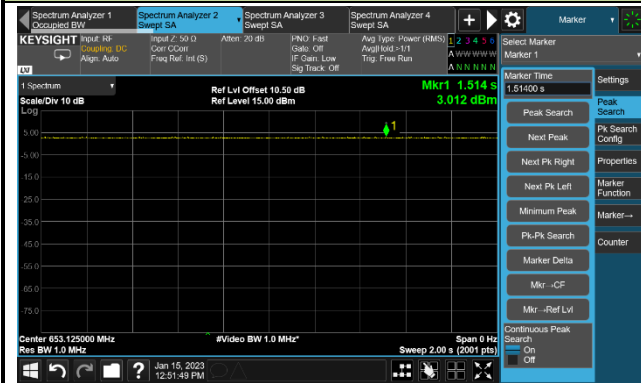 Spectrum Analyzer 1
Occupied BW
Spectrum Analyzer 2
Swept SA
Spectrum Analyzer 3
Swept SA
Spectrum Analyzer 4
Swept SA
+
Marker
KEYSIGHT
Input: RF
Coupling: DC
Align: Auto
Input Z: 50 Ω
Corr CCorr
Freq Ref: Int (S)
Atten: 20 dB
PNO: Fast
Gate: Off
IF Gain: Low
Sig Track: Off
Avg Type: Power (RMS)
Avg|Hold:>1/1
Trig: Free Run
1 2 3 4 5 6
A W W W W W
A N N N N N
LXI
Select Marker
Marker 1
1 Spectrum
Scale/Div 10 dB
Log
Ref Lvl Offset 10.50 dB
Ref Level 15.00 dBm
Mkr1 1.514 s
3.012 dBm
1
5.00
-5.00
-15.0
-25.0
-35.0
-45.0
-55.0
-65.0
-75.0
Center 653.125000 MHz
Res BW 1.0 MHz
#Video BW 1.0 MHz*
Span 0 Hz
Sweep 2.00 s (2001 pts)
Marker Time
1.51400 s
Peak Search
Next Peak
Next Pk Right
Next Pk Left
Minimum Peak
Pk-Pk Search
Marker Delta
Mkr→CF
Mkr→Ref Lvl
Continuous Peak
Search
On
Off
Settings
Peak
Search
Pk Search
Config
Properties
Marker
Function
Marker→
Counter
?
Jan 15, 2023
12:51:49 PM